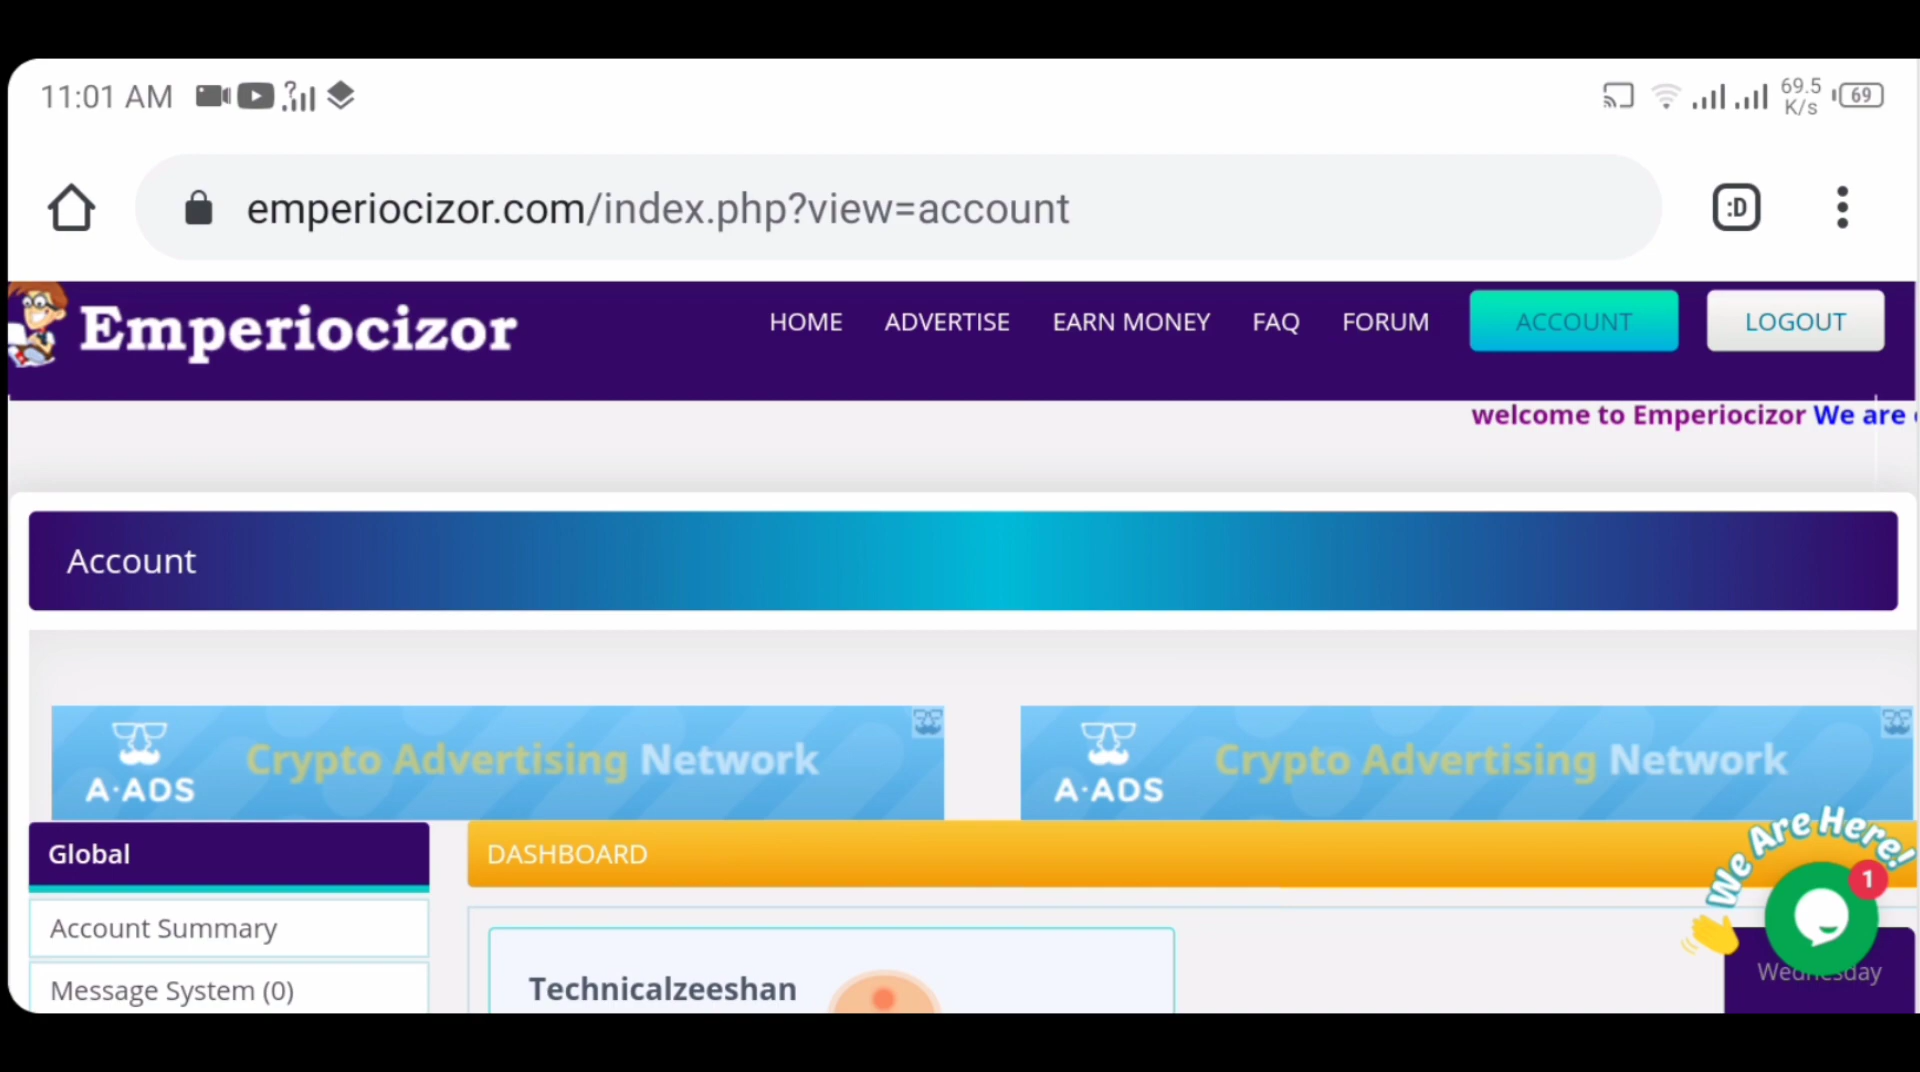 11:01 AM
69.5
K/s
69
emperiocizor.com/index.php?view=account
:D
Emperiocizor
HOME
ADVERTISE
EARN MONEY
FAQ
FORUM
ACCOUNT
LOGOUT
welcome to Emperiocizor We are
Account
A·ADS
Crypto Advertising Network
A·ADS
Crypto Advertising Network
We Are Here!
1
Global
DASHBOARD
Account Summary
Message System (0)
Technicalzeeshan
Wednesday